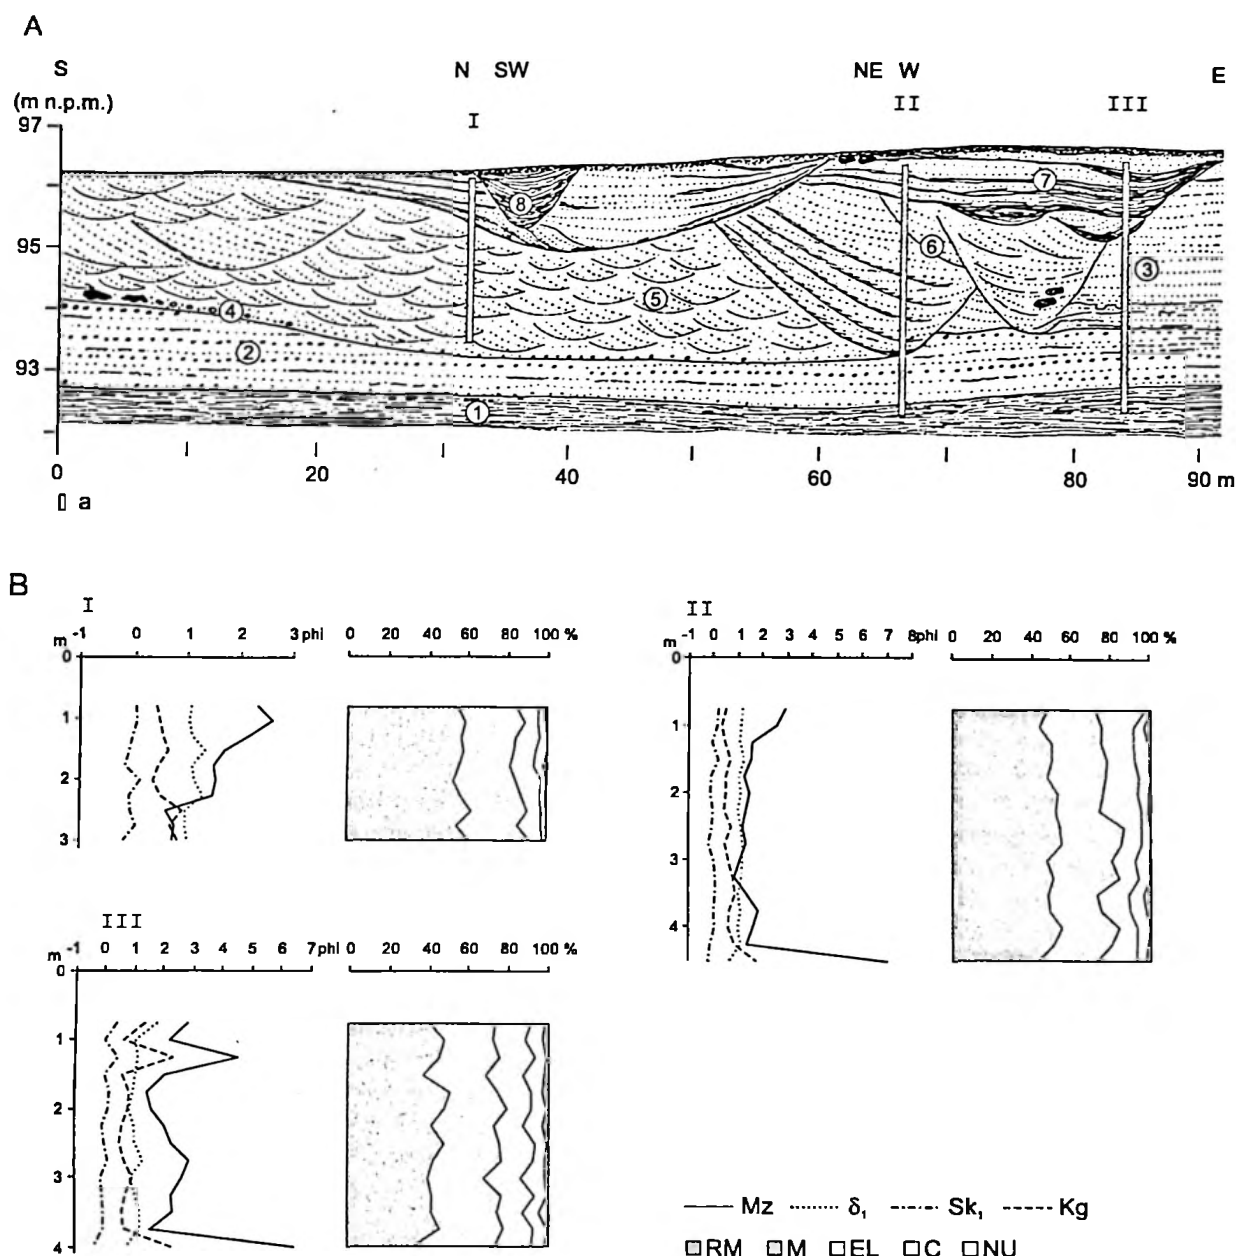 A
S N SW NE W E
(m n.p.m.) I II III
97
95
93
1 2 3 4 5 6 7 8
0 20 40 60 80 90 m
a
B
I
m -1 0 1 2 3 phi 0 20 40 60 80 100 %
0
1
2
3
II
m -1 0 1 2 3 4 5 6 7 8 phi 0 20 40 60 80 100 %
0
1
2
3
4
III
m -1 0 1 2 3 4 5 6 7 phi 0 20 40 60 80 100 %
0
1
2
3
4
Mz δ₁ Sk₁ Kg
RM M EL C NU